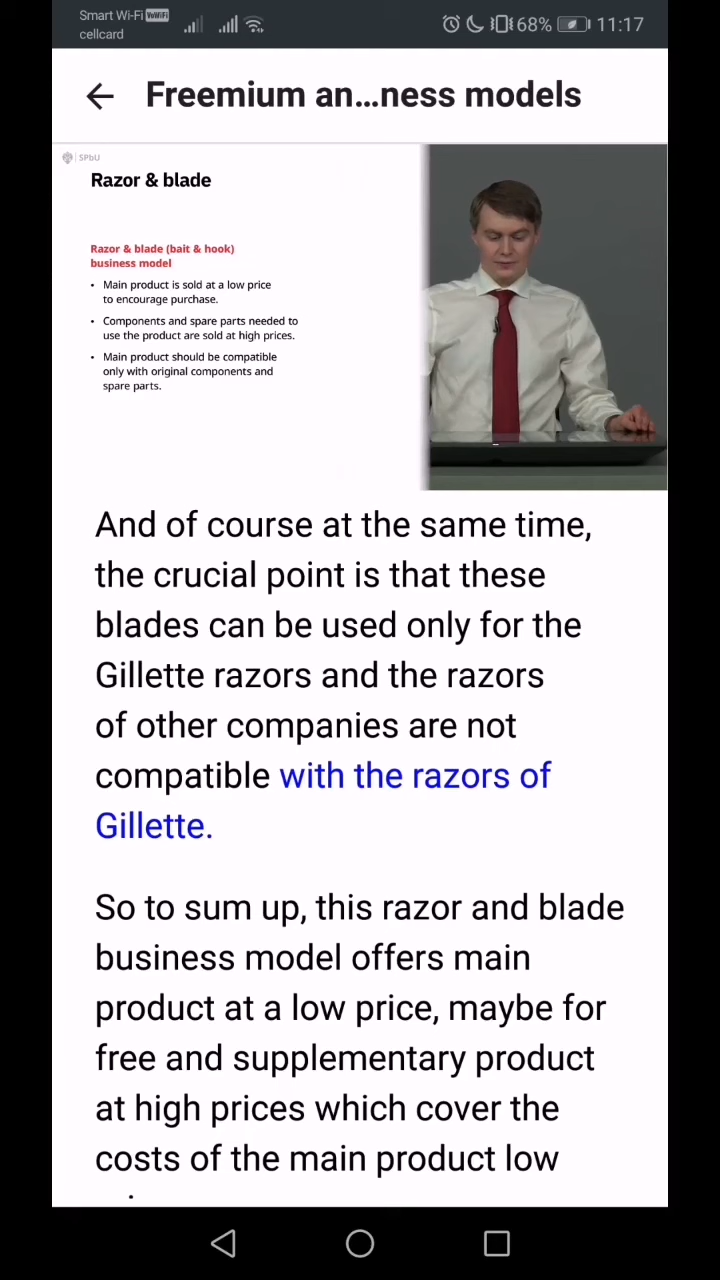 Smart Wi-Fi VoWiFi
cellcard
68% 11:17
Freemium an...ness models
SPbU
Razor & blade
Razor & blade (bait & hook)
business model
• Main product is sold at a low price
to encourage purchase.
• Components and spare parts needed to
use the product are sold at high prices.
• Main product should be compatible
only with original components and
spare parts.
And of course at the same time,
the crucial point is that these
blades can be used only for the
Gillette razors and the razors
of other companies are not
compatible with the razors of
Gillette.
So to sum up, this razor and blade
business model offers main
product at a low price, maybe for
free and supplementary product
at high prices which cover the
costs of the main product low